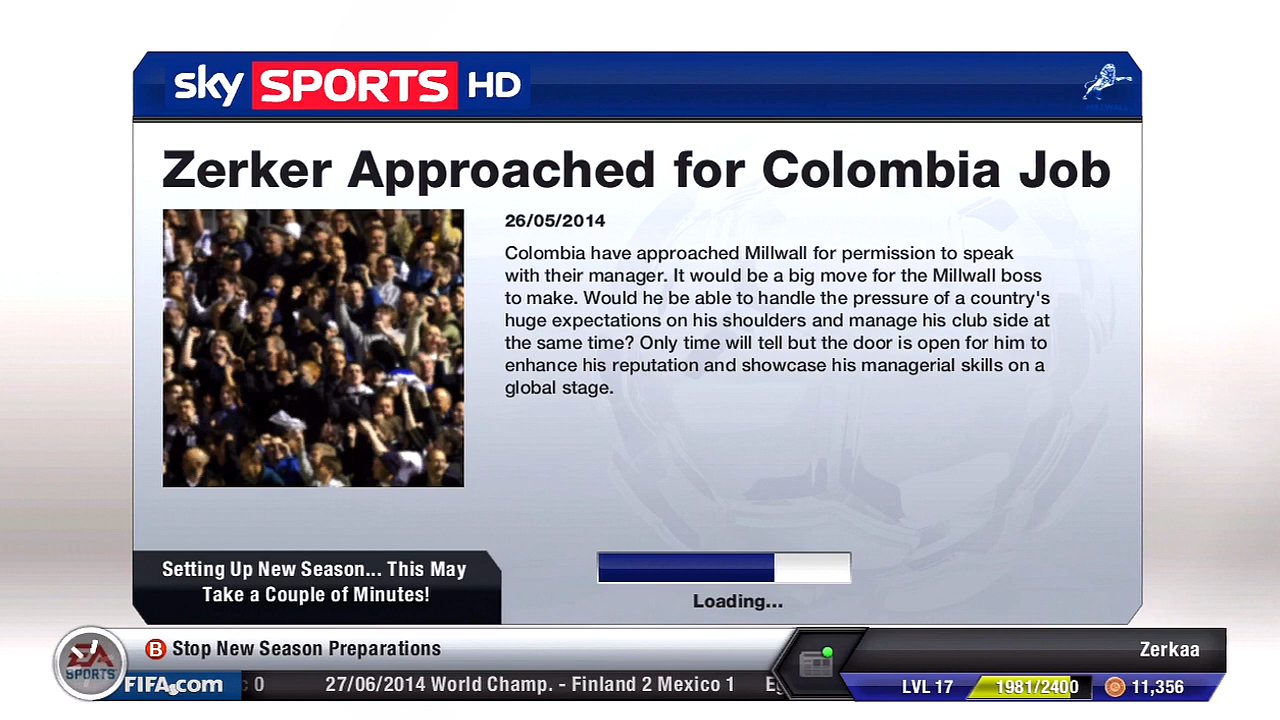 sky SPORTS HD
MILLWALL
Zerker Approached for Colombia Job
26/05/2014
Colombia have approached Millwall for permission to speak
with their manager. It would be a big move for the Millwall boss
to make. Would he be able to handle the pressure of a country's
huge expectations on his shoulders and manage his club side at
the same time? Only time will tell but the door is open for him to
enhance his reputation and showcase his managerial skills on a
global stage.
Setting Up New Season... This May
Take a Couple of Minutes!
Loading...
EA
SPORTS
B Stop New Season Preparations
Zerkaa
FIFA.com
c 0 27/06/2014 World Champ. - Finland 2 Mexico 1
LVL 17 1981/2400 11,356